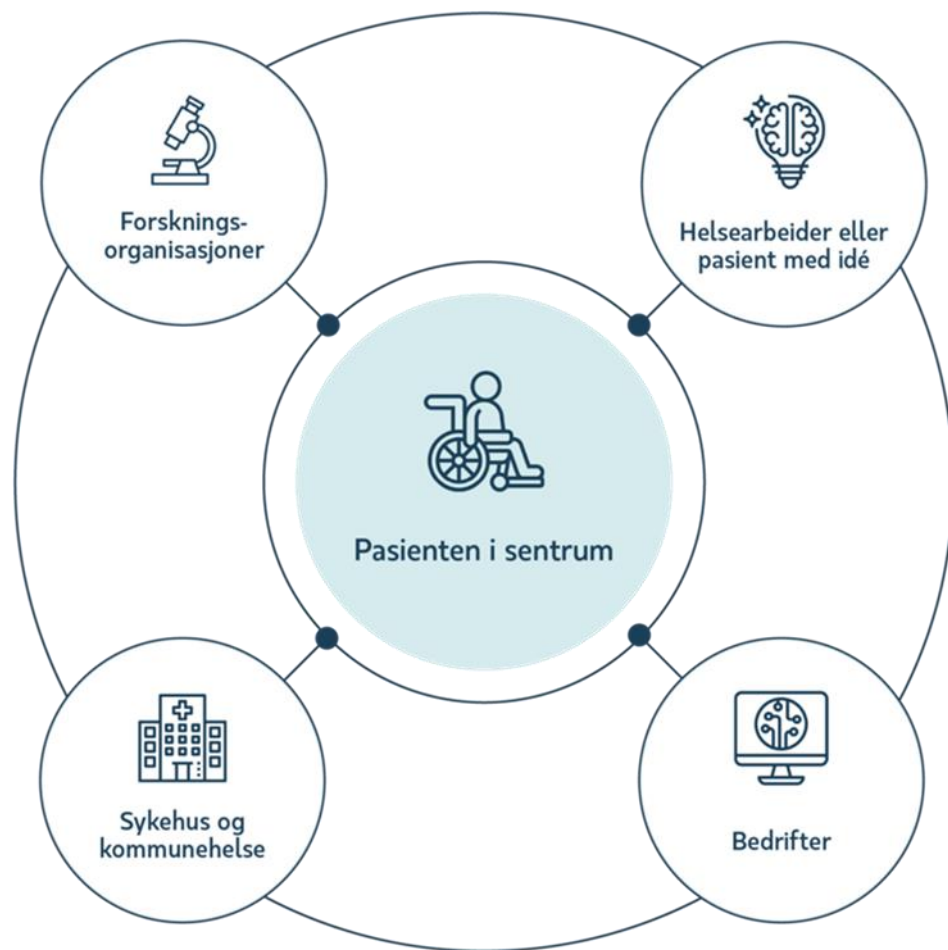 Forsknings-
organisasjoner
Helsearbeider eller
pasient med idé
Pasienten i sentrum
Sykehus og
kommunehelse
Bedrifter